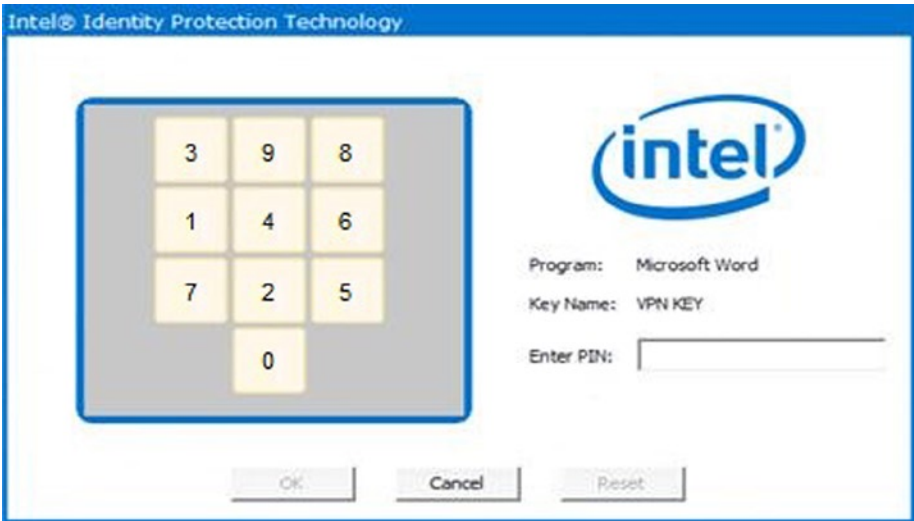 Intel® Identity Protection Technology
3 9 8
1 4 6
7 2 5
0
intel
Program: Microsoft Word
Key Name: VPN KEY
Enter PIN:
OK Cancel Reset